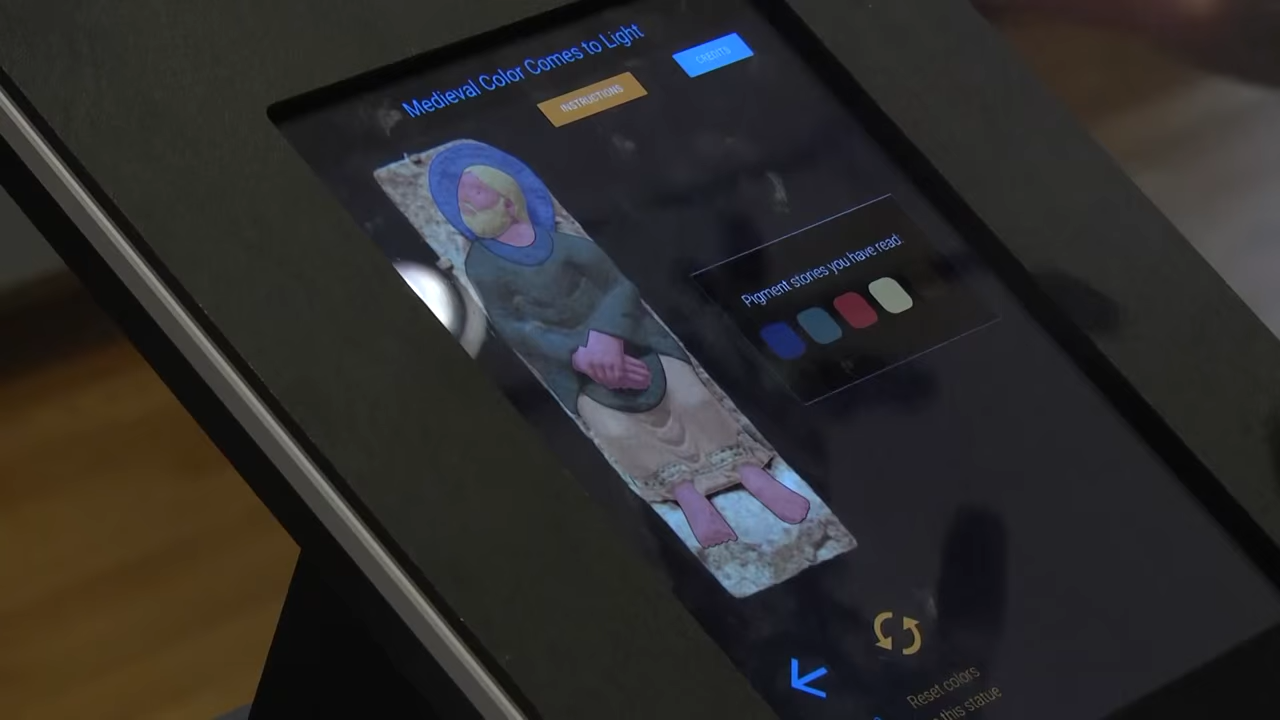 Medieval Color Comes to Light
INSTRUCTIONS
CREDITS
Pigment stories you have read:
Reset colors
this statue